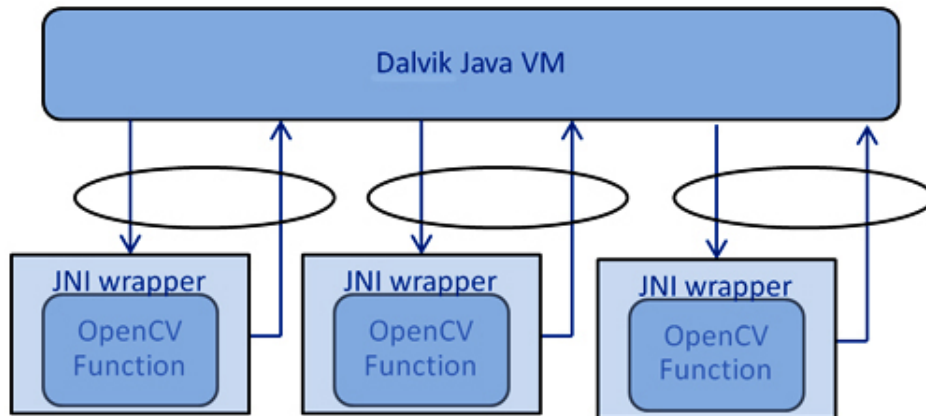 Dalvik Java VM
JNI wrapper
OpenCV
Function
JNI wrapper
OpenCV
Function
JNI wrapper
OpenCV
Function